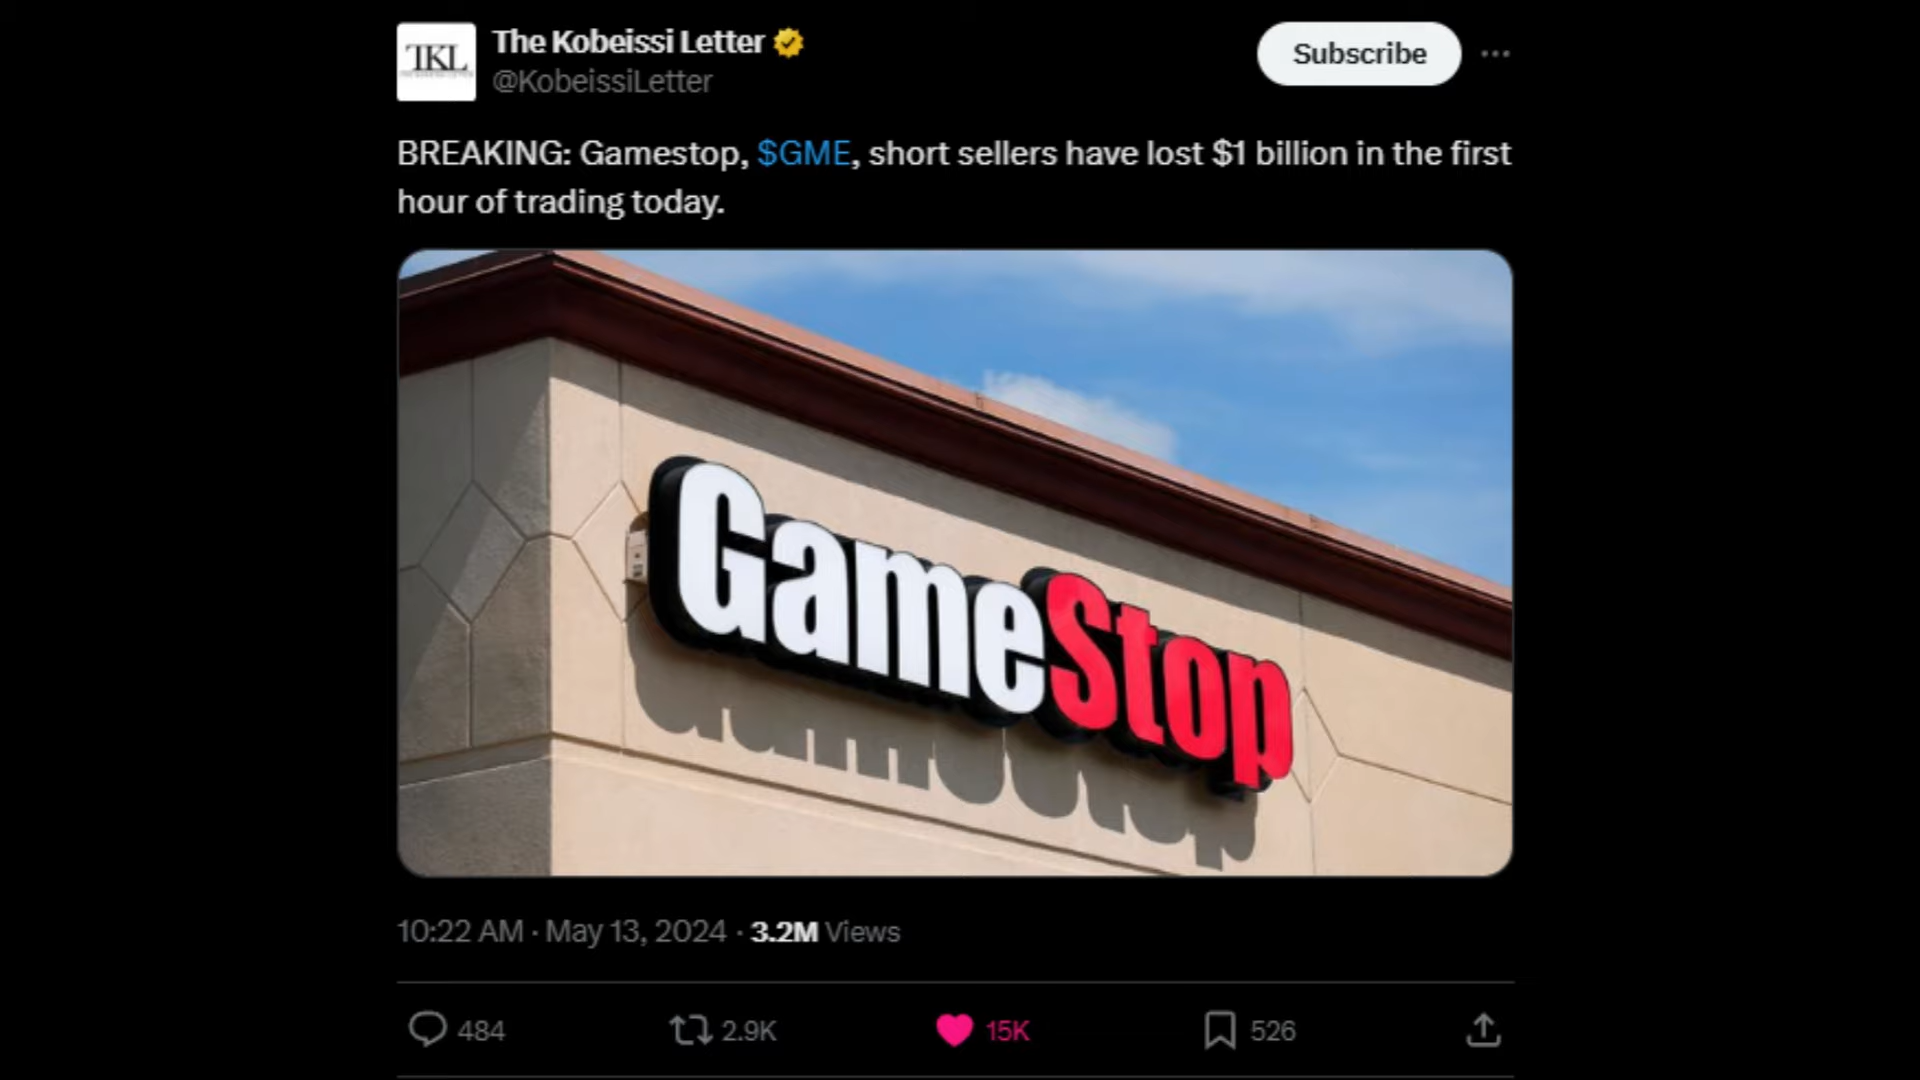 TKL
The Kobeissi Letter
@KobeissiLetter
Subscribe
BREAKING: Gamestop, $GME, short sellers have lost $1 billion in the first
hour of trading today.
GameStop
10:22 AM · May 13, 2024 · 3.2M Views
484
2.9K
15K
526